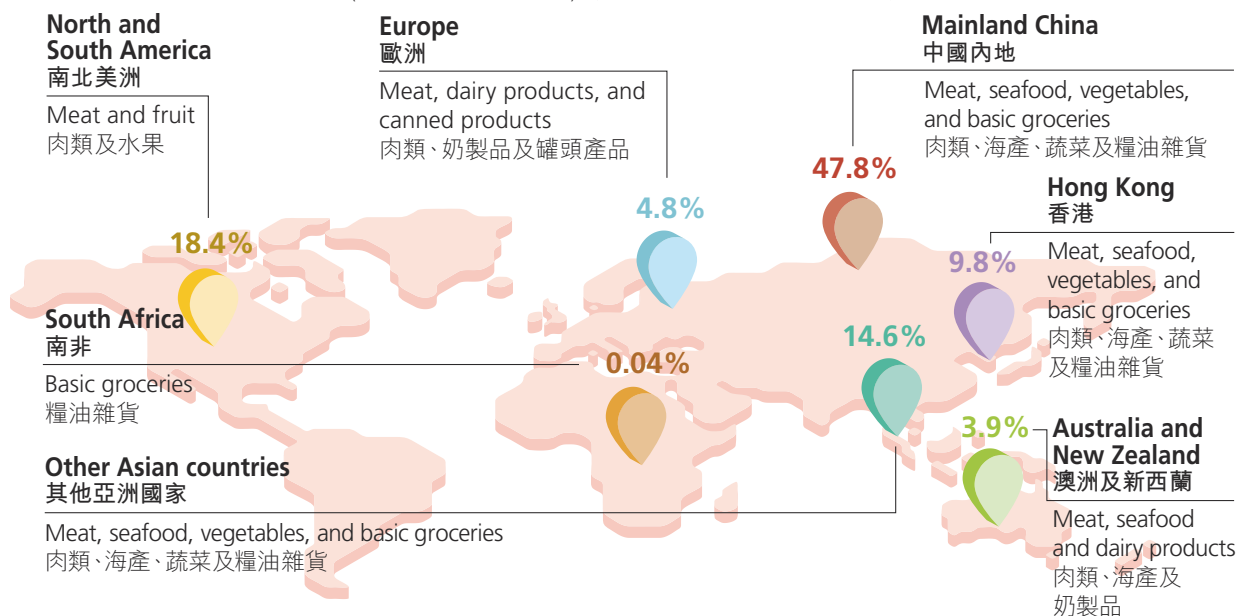 North and
South America
南北美洲
Meat and fruit
肉類及水果
18.4%
Europe
歐洲
Meat, dairy products, and
canned products
肉類、奶製品及罐頭產品
4.8%
Mainland China
中國內地
Meat, seafood, vegetables,
and basic groceries
肉類、海產、蔬菜及糧油雜貨
47.8%
Hong Kong
香港
Meat, seafood,
vegetables, and
basic groceries
肉類、海產、蔬菜
及糧油雜貨
9.8%
South Africa
南非
Basic groceries
糧油雜貨
0.04%
Other Asian countries
其他亞洲國家
Meat, seafood, vegetables, and basic groceries
肉類、海產、蔬菜及糧油雜貨
14.6%
Australia and
New Zealand
澳洲及新西蘭
Meat, seafood
and dairy products
肉類、海產及
奶製品
3.9%